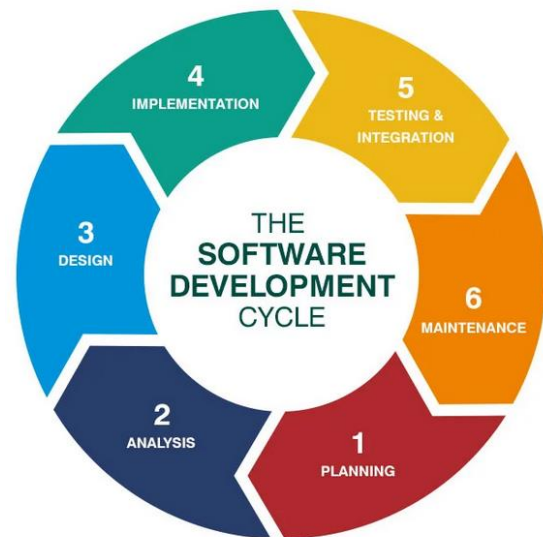 THE
SOFTWARE
DEVELOPMENT
CYCLE
1
PLANNING
2
ANALYSIS
3
DESIGN
4
IMPLEMENTATION
5
TESTING &
INTEGRATION
6
MAINTENANCE